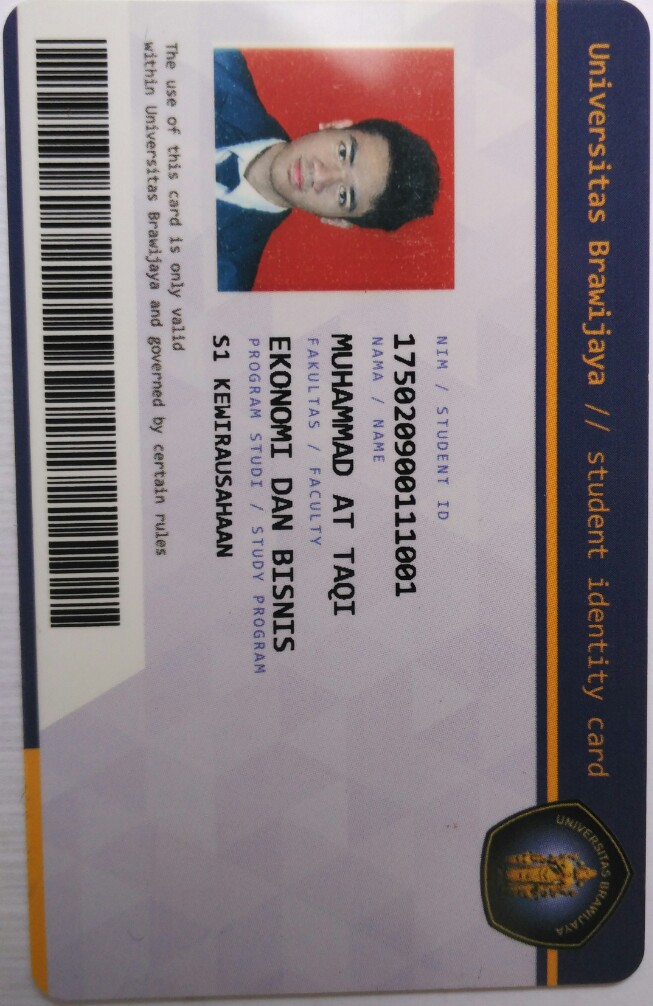 Universitas Brawijaya // student identity card
UNIVERSITAS BRAWIJAYA
NIM / STUDENT ID
175020900111001
NAMA / NAME
MUHAMMAD AT TAQI
FAKULTAS / FACULTY
EKONOMI DAN BISNIS
PROGRAM STUDI / STUDY PROGRAM
S1 KEWIRAUSAHAAN
The use of this card is only valid
within Universitas Brawijaya and governed by certain rules